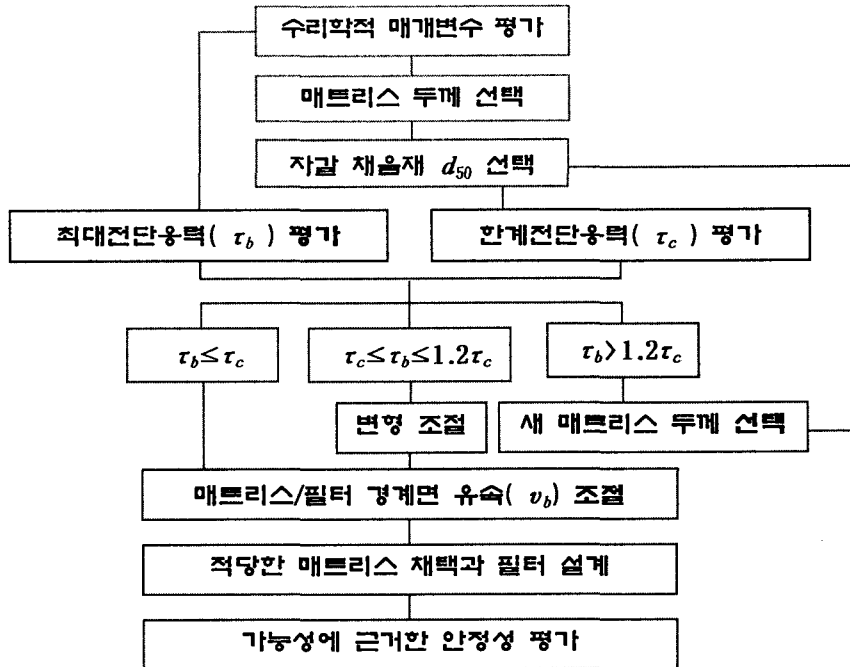 수리학적 매개변수 평가
매트리스 두께 선택
자갈 채움재 d50 선택
최대전단응력( τb ) 평가
한계전단응력( τc ) 평가
τb≤τc
τc≤τb≤1.2τc
τb>1.2τc
변형 조절
새 매트리스 두께 선택
매트리스/필터 경계면 유속( vb) 조절
적당한 매트리스 채택과 필터 설계
가능성에 근거한 안정성 평가